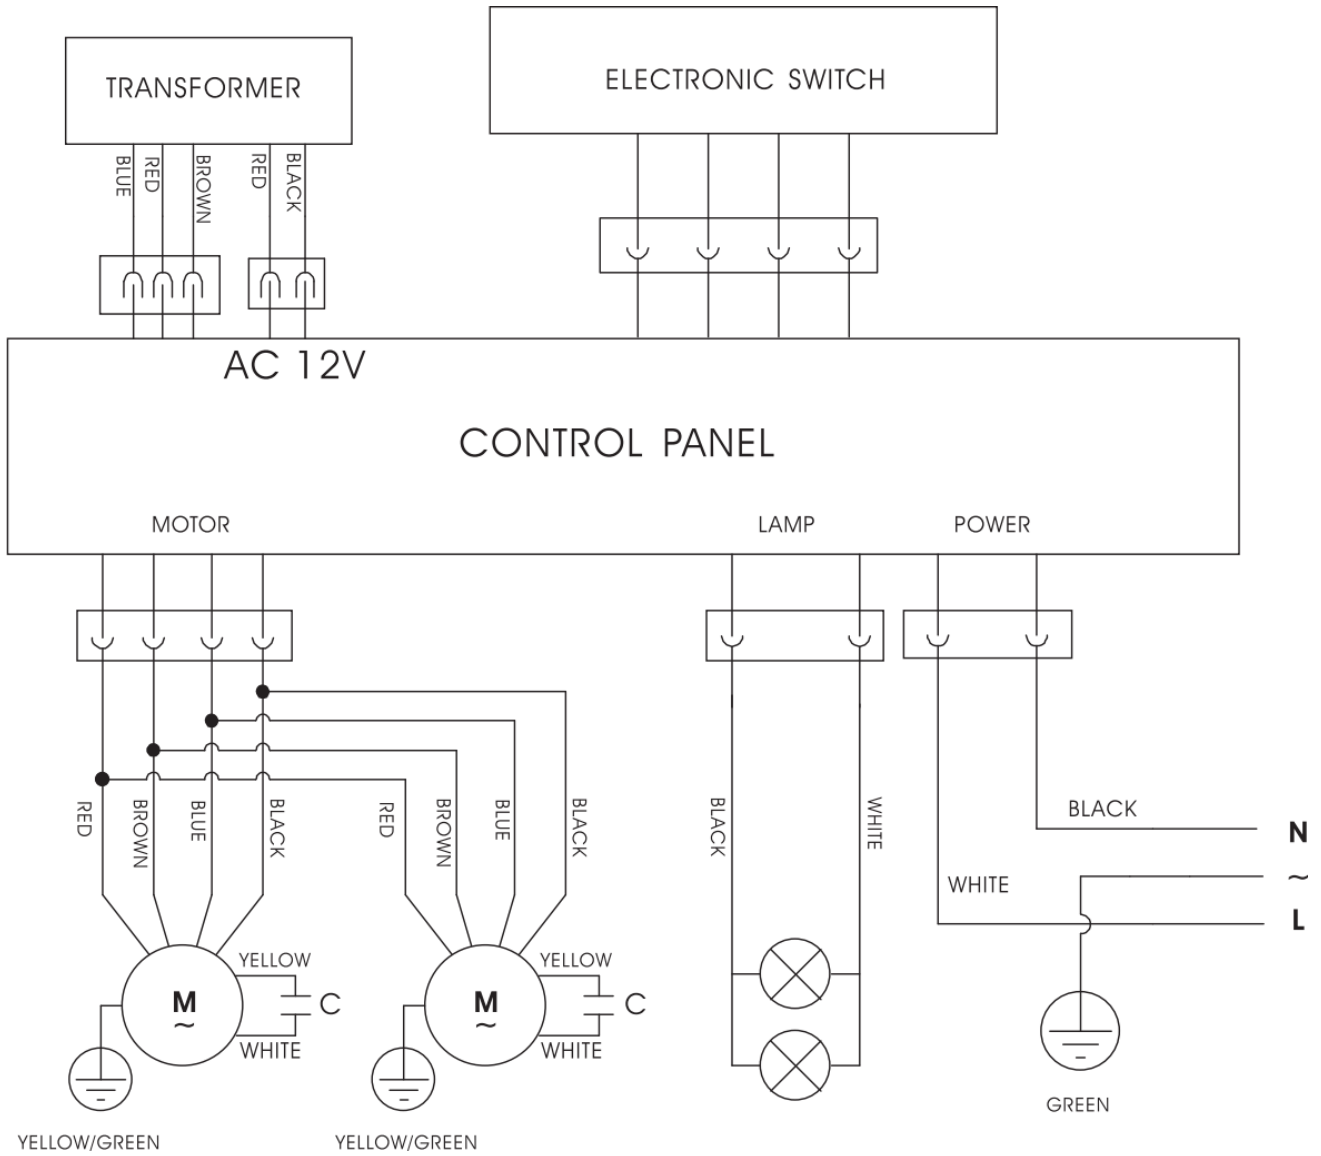 TRANSFORMER
ELECTRONIC SWITCH
BLUE
RED
BROWN
RED
BLACK
AC 12V
CONTROL PANEL
MOTOR
LAMP
POWER
RED
BROWN
BLUE
BLACK
RED
BROWN
BLUE
BLACK
BLACK
WHITE
BLACK
N
~
WHITE
L
YELLOW
M
~
C
WHITE
YELLOW
M
~
C
WHITE
GREEN
YELLOW/GREEN
YELLOW/GREEN